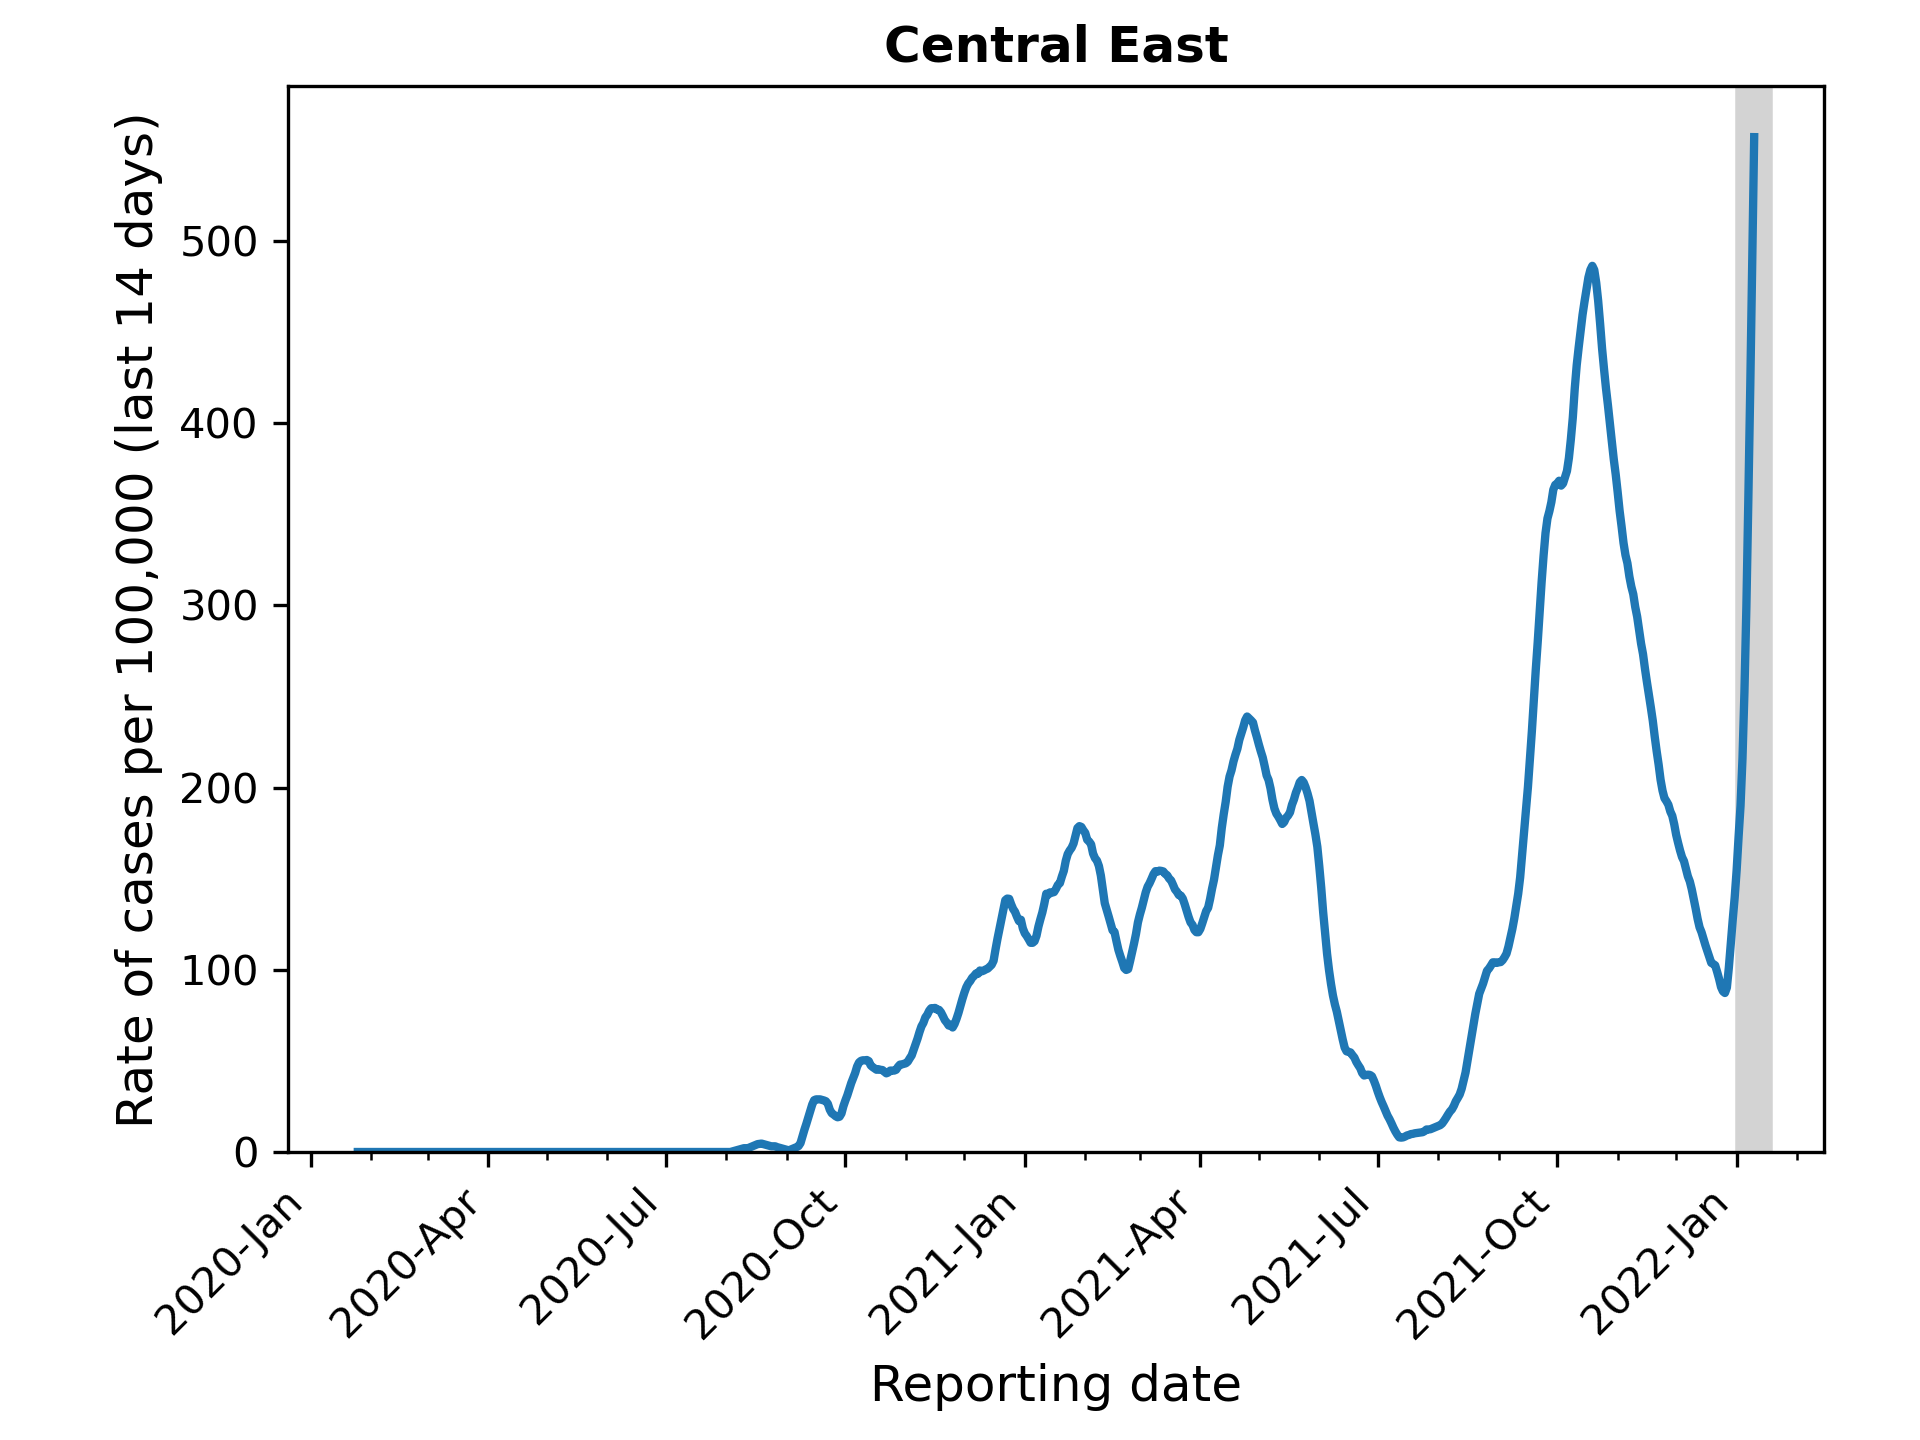 Central East
Rate of cases per 100,000 (last 14 days)
500
400
300
200
100
0
2020-Jan
2020-Apr
2020-Jul
2020-Oct
2021-Jan
2021-Apr
2021-Jul
2021-Oct
2022-Jan
Reporting date